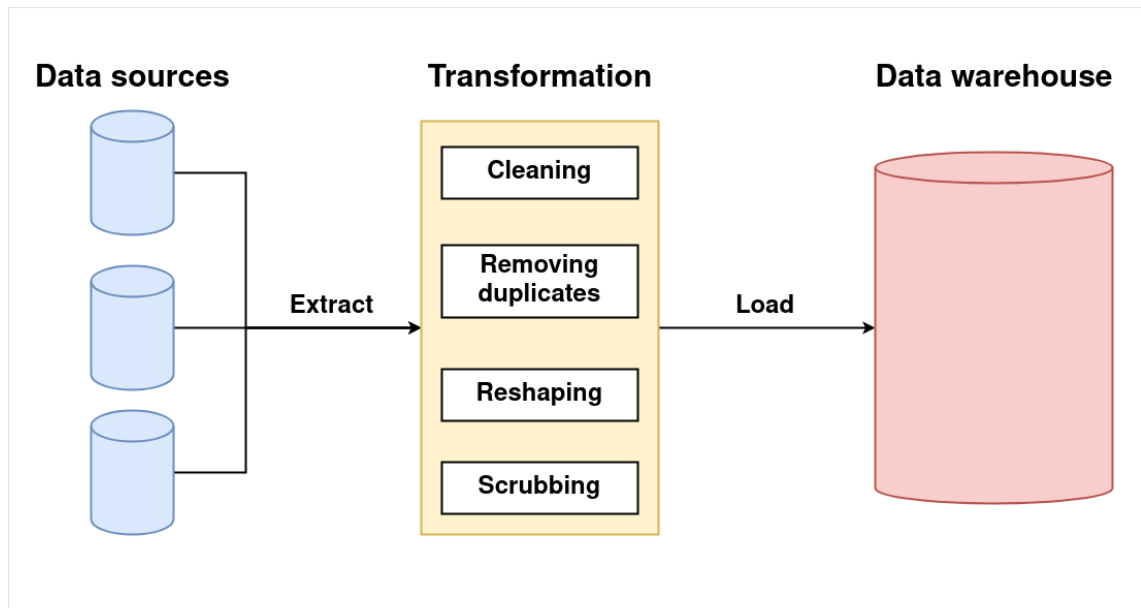 Data sources
Transformation
Data warehouse
Cleaning
Removing
duplicates
Extract
Load
Reshaping
Scrubbing